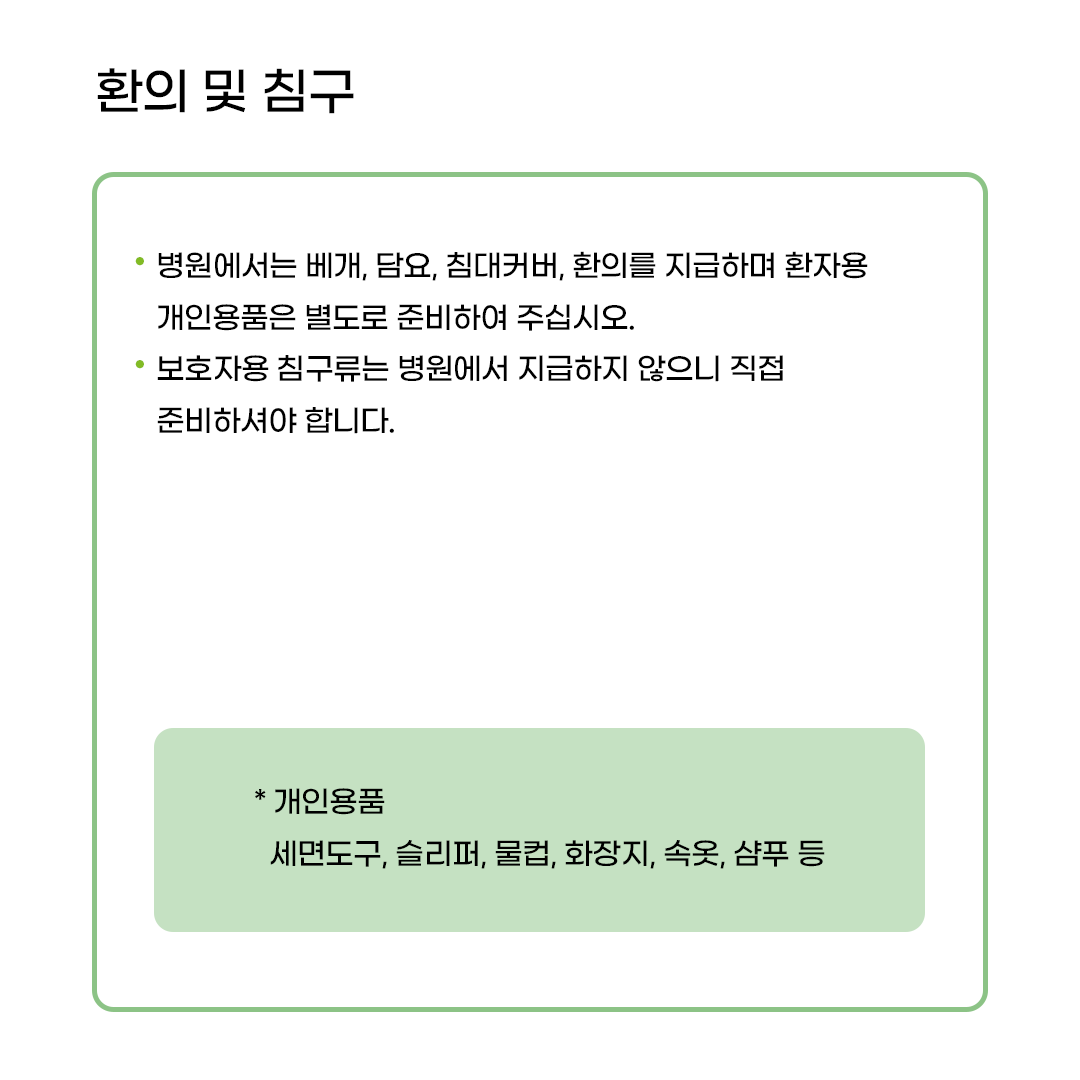 환의 및 침구
• 병원에서는 베개, 담요, 침대커버, 환의를 지급하며 환자용
개인용품은 별도로 준비하여 주십시오.
• 보호자용 침구류는 병원에서 지급하지 않으니 직접
준비하셔야 합니다.
* 개인용품
세면도구, 슬리퍼, 물컵, 화장지, 속옷, 샴푸 등